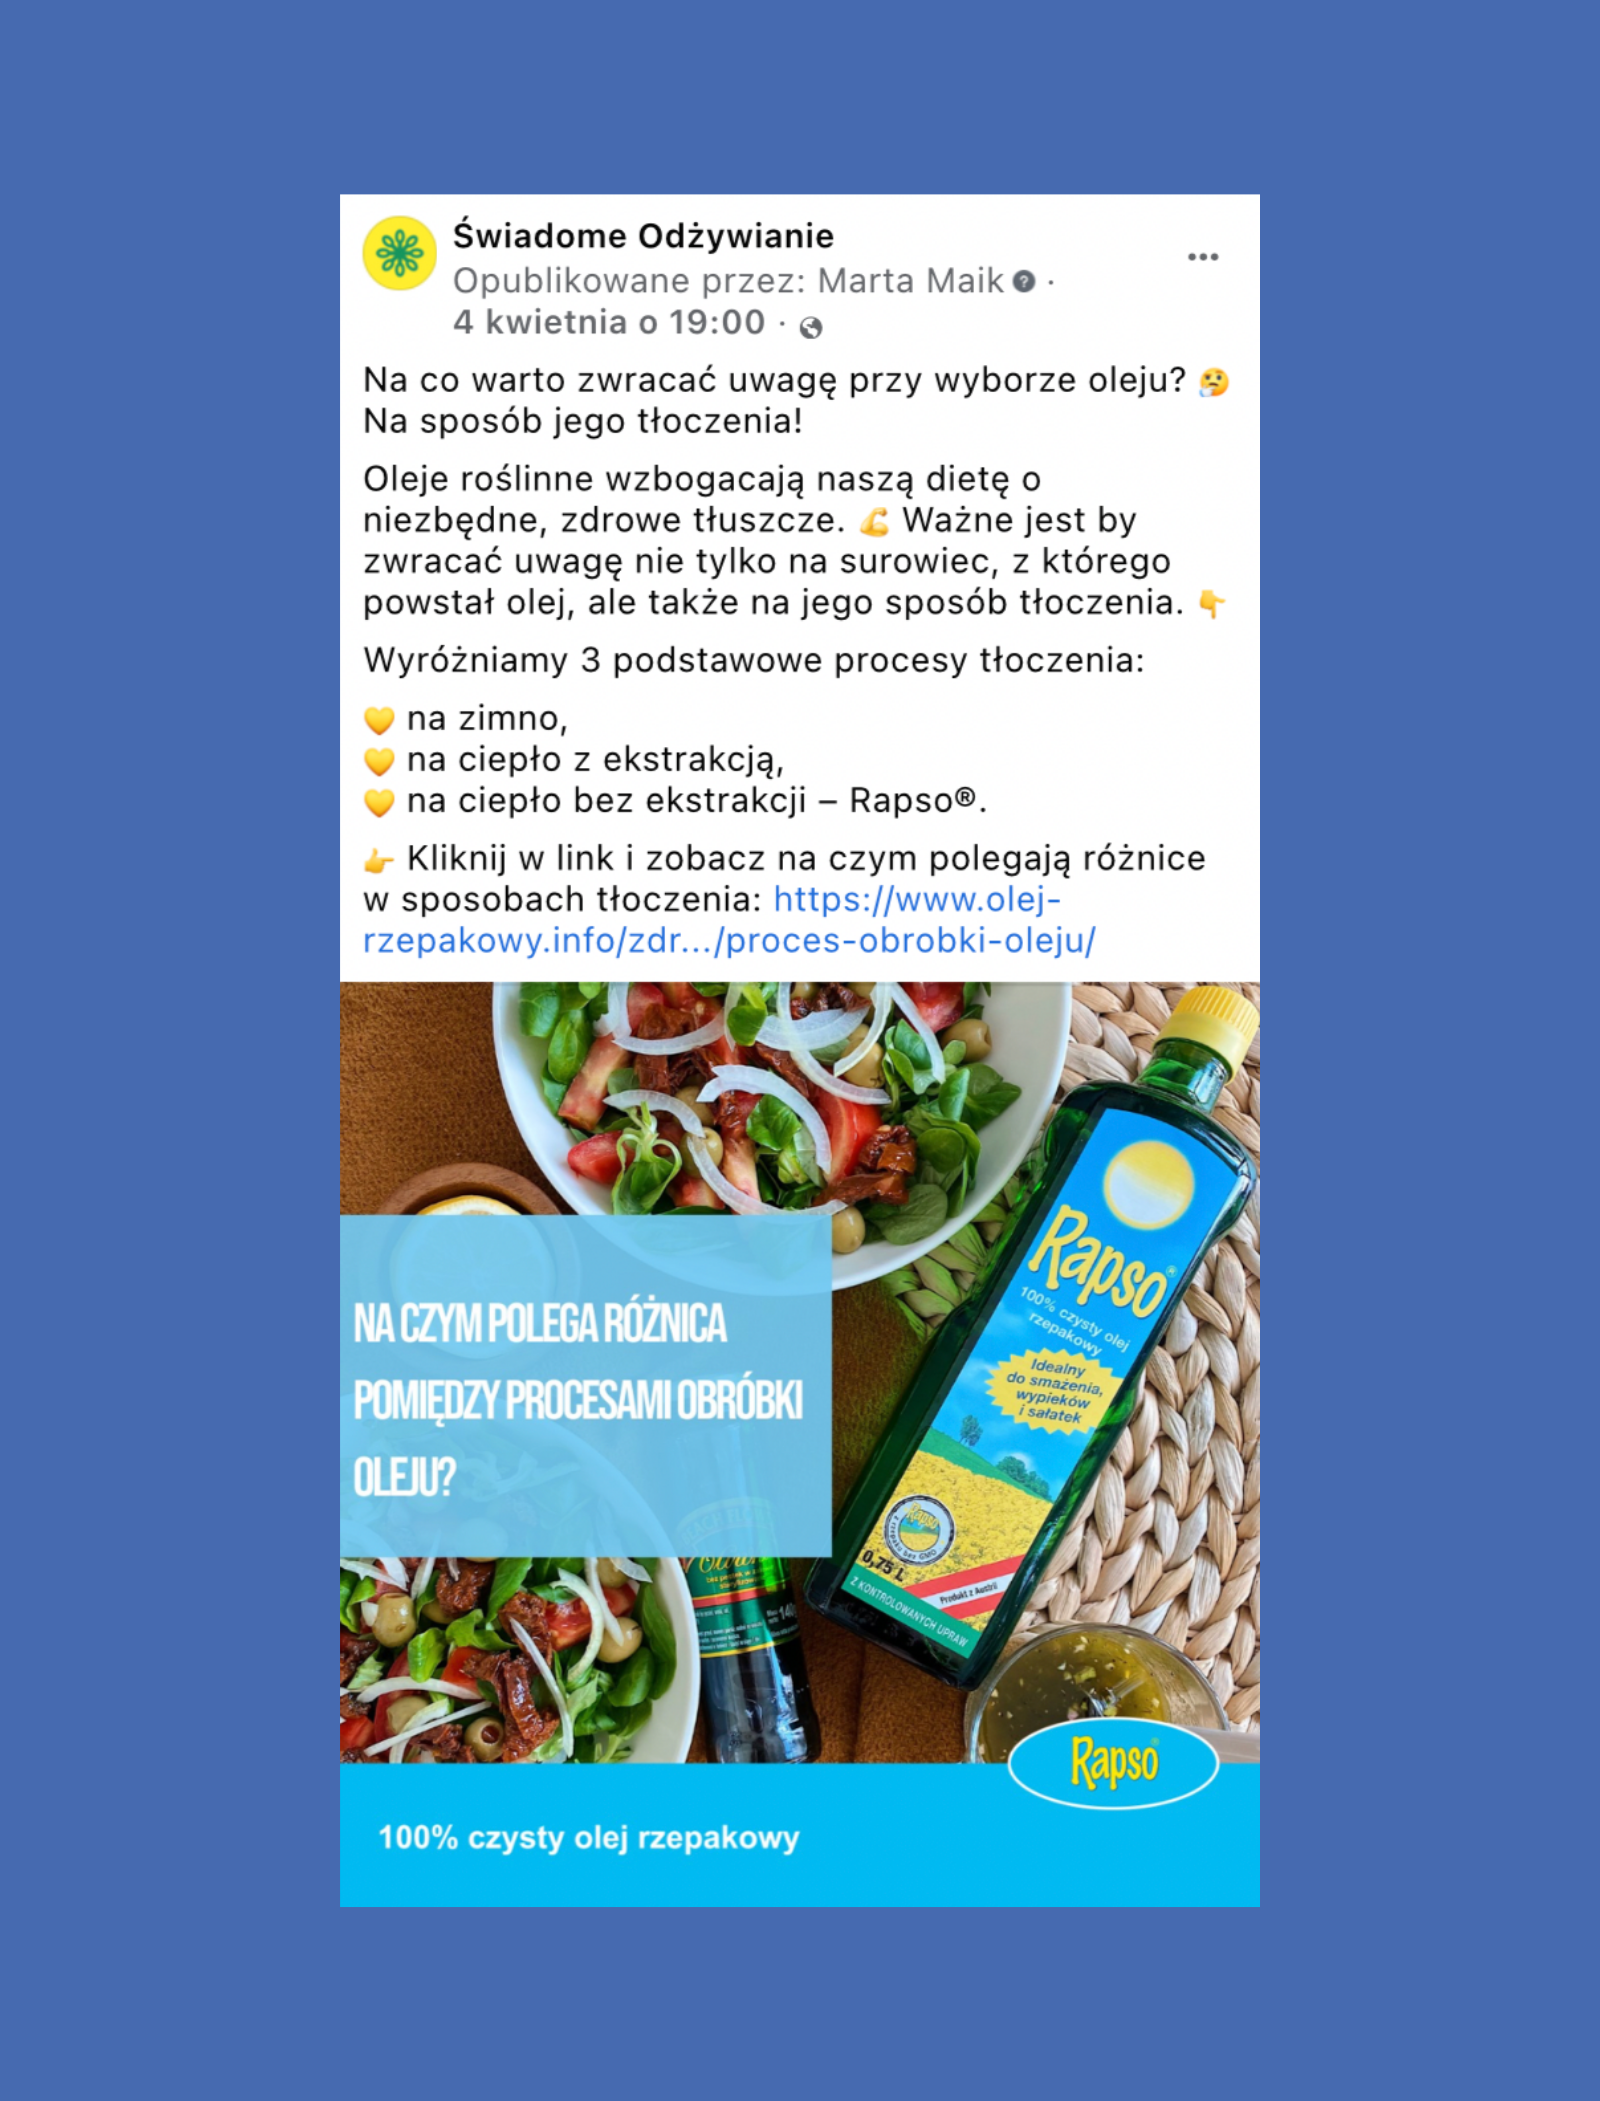 Świadome Odżywianie
Opublikowane przez: Marta Maik ·
4 kwietnia o 19:00 ·
Na co warto zwracać uwagę przy wyborze oleju? 🤔
Na sposób jego tłoczenia!
Oleje roślinne wzbogacają naszą dietę o
niezbędne, zdrowe tłuszcze. 💪 Ważne jest by
zwracać uwagę nie tylko na surowiec, z którego
powstał olej, ale także na jego sposób tłoczenia. 👇
Wyróżniamy 3 podstawowe procesy tłoczenia:
💛 na zimno,
💛 na ciepło z ekstrakcją,
💛 na ciepło bez ekstrakcji – Rapso®.
👉 Kliknij w link i zobacz na czym polegają różnice
w sposobach tłoczenia: https://www.olej-
rzepakowy.info/zdr.../proces-obrobki-oleju/
NA CZYM POLEGA RÓŻNICA
POMIĘDZY PROCESAMI OBRÓBKI
OLEJU?
Rapso®
100% czysty olej
rzepakowy
Idealny
do smażenia,
wypieków
i sałatek
Rapso
z rzepaku bez GMO
0,75 L
Produkt z Austrii
Z KONTROLOWANYCH UPRAW
Rapso®
100% czysty olej rzepakowy